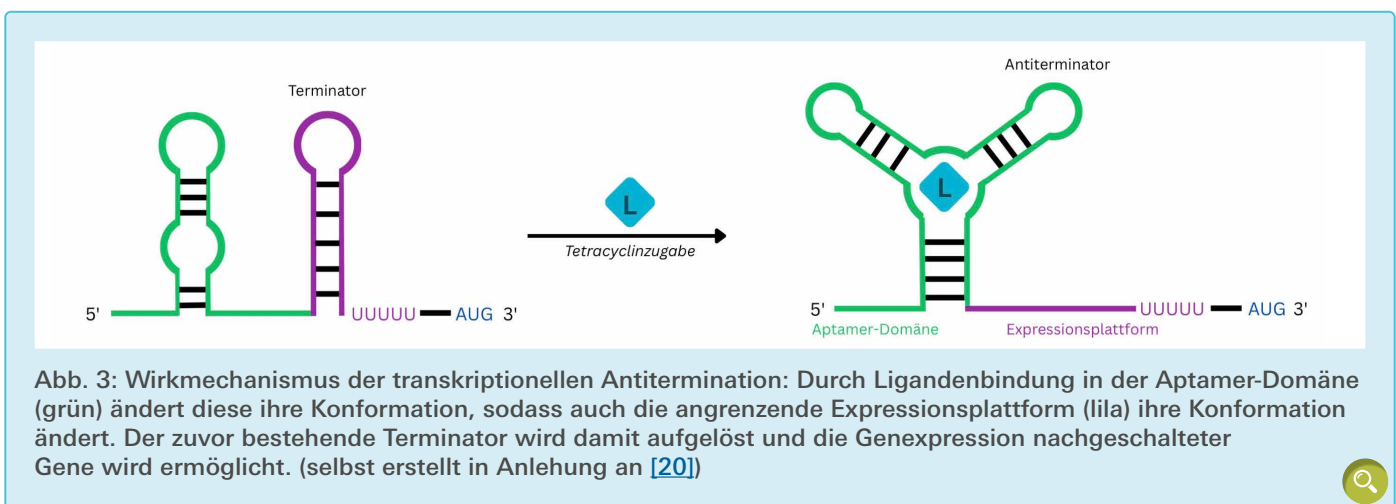 Terminator
5'
UUUUU
AUG 3'
L
Tetracyclinzugabe
Antiterminator
L
5'
UUUUU
AUG 3'
Aptamer-Domäne
Expressionsplattform
Abb. 3: Wirkmechanismus der transkriptionellen Antitermination: Durch Ligandenbindung in der Aptamer-Domäne
(grün) ändert diese ihre Konformation, sodass auch die angrenzende Expressionsplattform (lila) ihre Konformation
ändert. Der zuvor bestehende Terminator wird damit aufgelöst und die Genexpression nachgeschalteter
Gene wird ermöglicht. (selbst erstellt in Anlehung an [20])